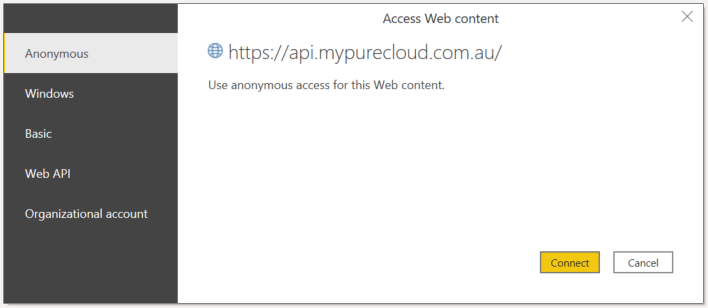 Access Web content
Anonymous
Windows
Basic
Web API
Organizational account
https://api.mypurecloud.com.au/
Use anonymous access for this Web content.
Connect
Cancel